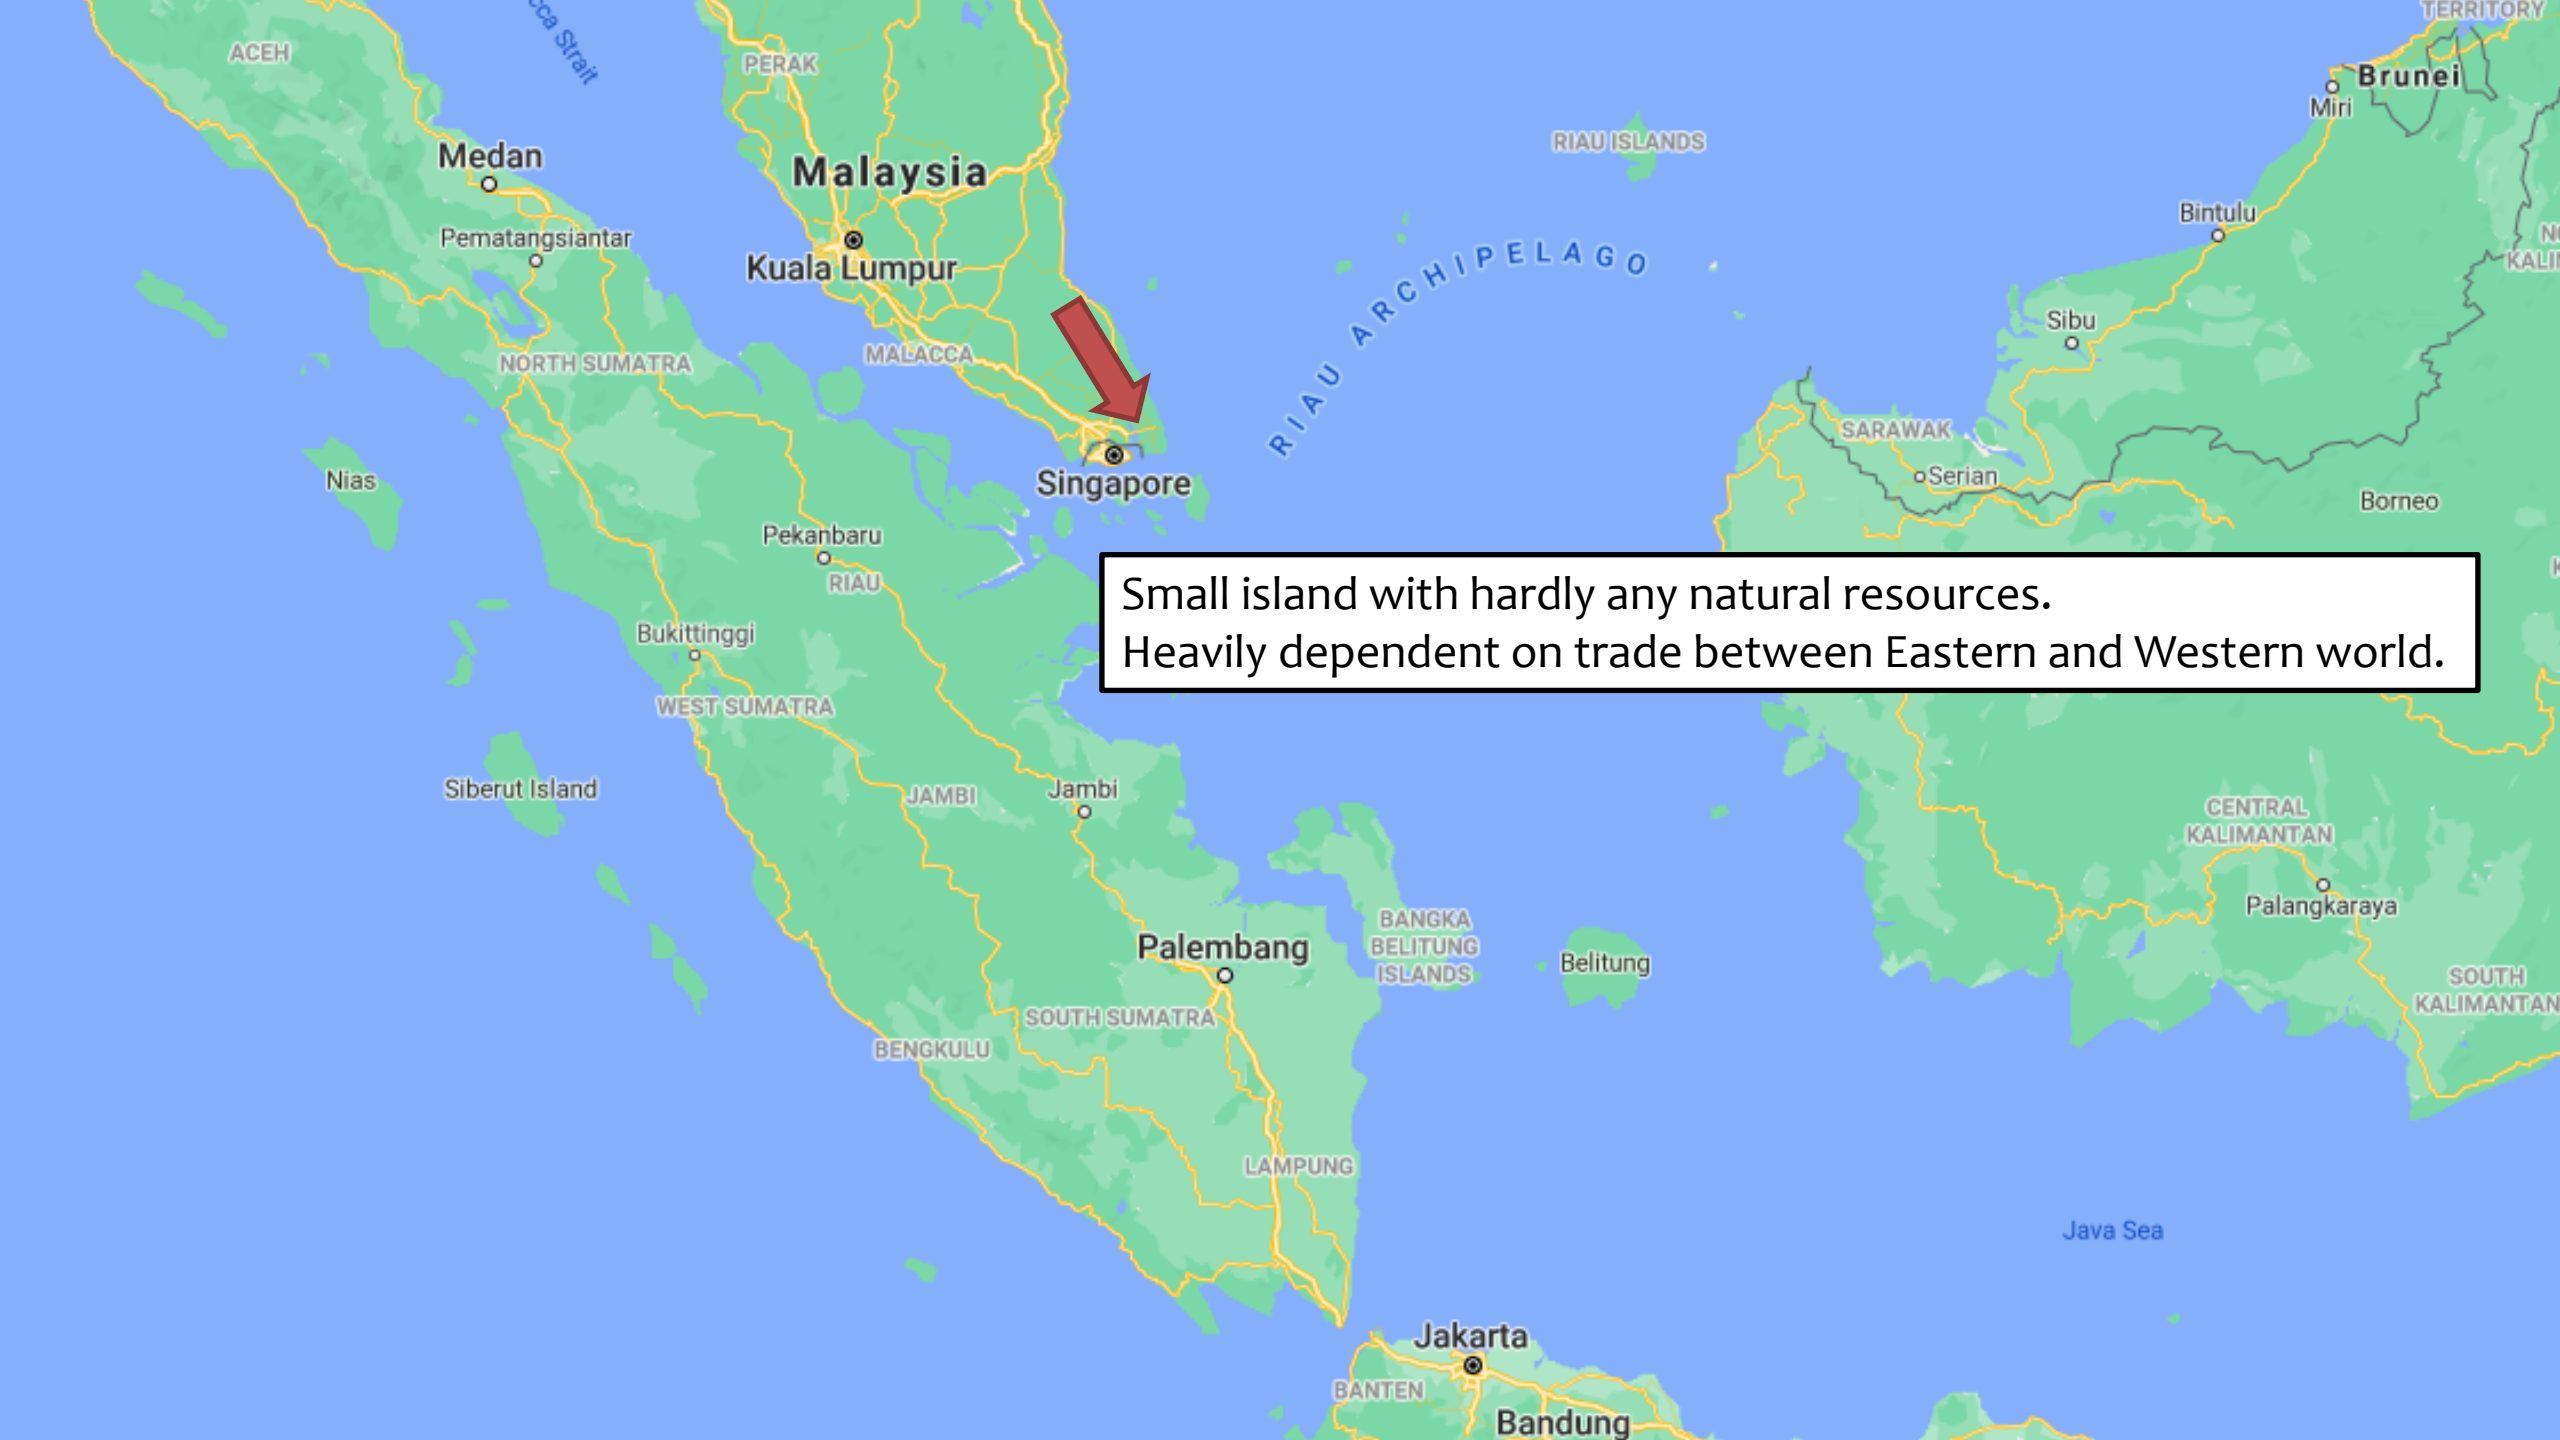 TERRITORY
ACEH
cca Strait
PERAK
Brunei
Miri
RIAU ISLANDS
Medan
Malaysia
Bintulu
Pematangsiantar
Kuala Lumpur
RIAU ARCHIPELAGO
KALI
Sibu
MALACCA
NORTH SUMATRA
SARAWAK
Serian
Nias
Singapore
Borneo
Pekanbaru
RIAU
Small island with hardly any natural resources.
Heavily dependent on trade between Eastern and Western world.
Bukittinggi
WEST SUMATRA
Siberut Island
JAMBI
Jambi
CENTRAL
KALIMANTAN
Palangkaraya
BANGKA
BELITUNG
ISLANDS
Palembang
Belitung
SOUTH
KALIMANTAN
SOUTH SUMATRA
BENGKULU
LAMPUNG
Java Sea
Jakarta
BANTEN
Bandung